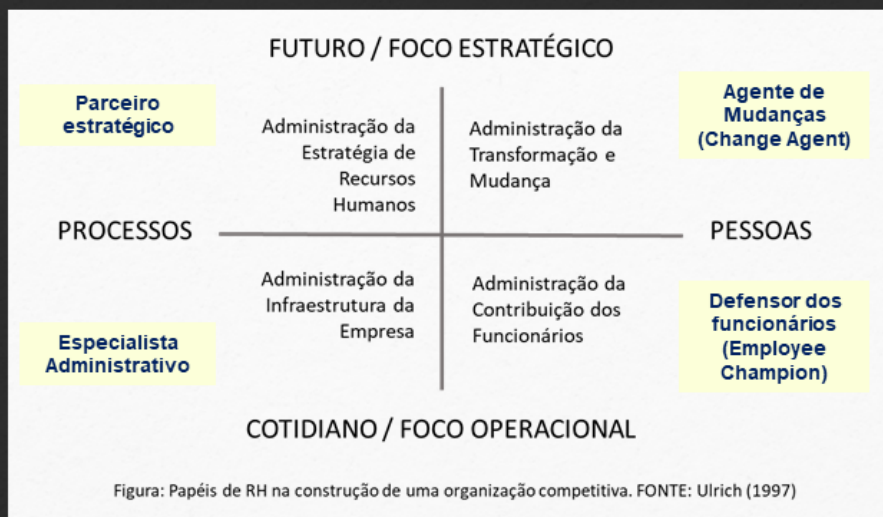 FUTURO / FOCO ESTRATÉGICO
Parceiro
estratégico
Administração da
Estratégia de
Recursos
Humanos
Administração da
Transformação e
Mudança
Agente de
Mudanças
(Change Agent)
PROCESSOS
PESSOAS
Administração da
Infraestrutura da
Empresa
Administração da
Contribuição dos
Funcionários
Especialista
Administrativo
Defensor dos
funcionários
(Employee
Champion)
COTIDIANO / FOCO OPERACIONAL
Figura: Papéis de RH na construção de uma organização competitiva. FONTE: Ulrich (1997)